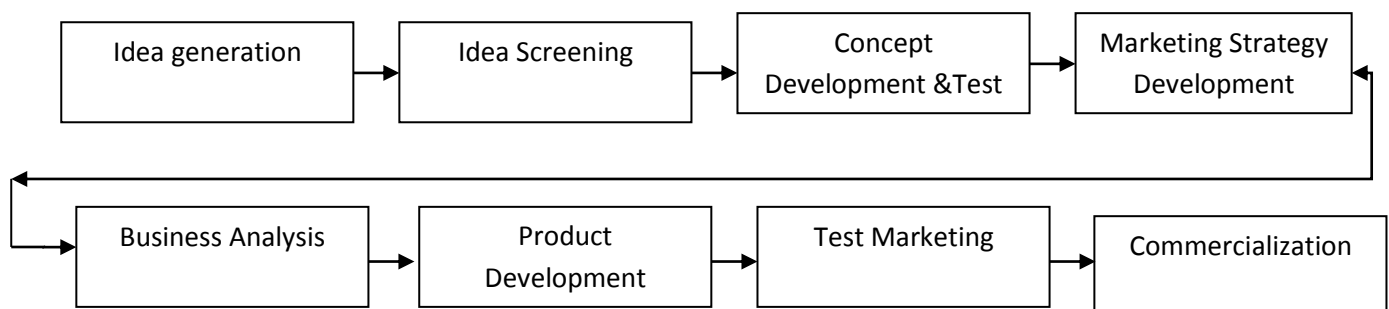 Idea generation
Idea Screening
Concept
Development &Test
Marketing Strategy
Development
Business Analysis
Product
Development
Test Marketing
Commercialization